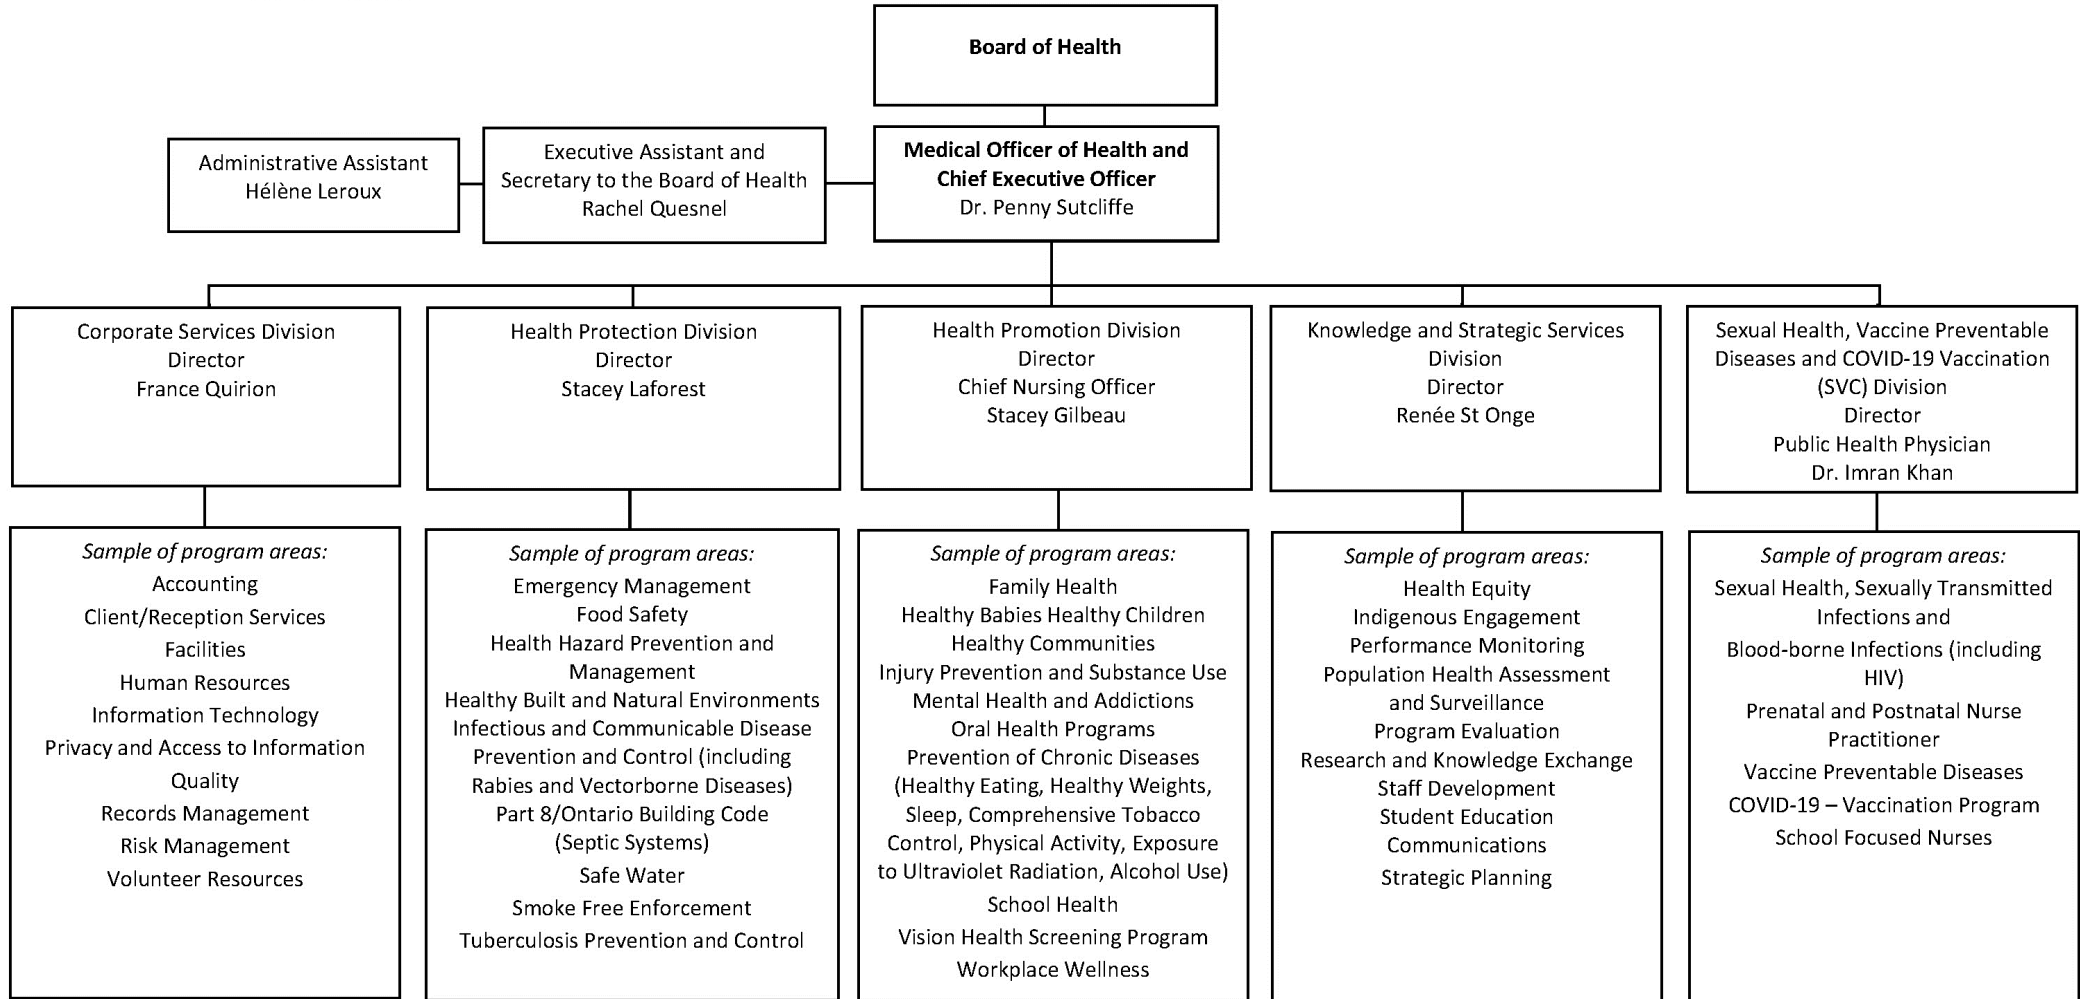 Board of Health
Administrative Assistant
Hélène Leroux
Executive Assistant and
Secretary to the Board of Health
Rachel Quesnel
Medical Officer of Health and
Chief Executive Officer
Dr. Penny Sutcliffe
Corporate Services Division
Director
France Quirion
Health Protection Division
Director
Stacey Laforest
Health Promotion Division
Director
Chief Nursing Officer
Stacey Gilbeau
Knowledge and Strategic Services
Division
Director
Renée St Onge
Sexual Health, Vaccine Preventable
Diseases and COVID-19 Vaccination
(SVC) Division
Director
Public Health Physician
Dr. Imran Khan
Sample of program areas:
Accounting
Client/Reception Services
Facilities
Human Resources
Information Technology
Privacy and Access to Information
Quality
Records Management
Risk Management
Volunteer Resources
Sample of program areas:
Emergency Management
Food Safety
Health Hazard Prevention and
Management
Healthy Built and Natural Environments
Infectious and Communicable Disease
Prevention and Control (including
Rabies and Vectorborne Diseases)
Part 8/Ontario Building Code
(Septic Systems)
Safe Water
Smoke Free Enforcement
Tuberculosis Prevention and Control
Sample of program areas:
Family Health
Healthy Babies Healthy Children
Healthy Communities
Injury Prevention and Substance Use
Mental Health and Addictions
Oral Health Programs
Prevention of Chronic Diseases
(Healthy Eating, Healthy Weights,
Sleep, Comprehensive Tobacco
Control, Physical Activity, Exposure
to Ultraviolet Radiation, Alcohol Use)
School Health
Vision Health Screening Program
Workplace Wellness
Sample of program areas:
Health Equity
Indigenous Engagement
Performance Monitoring
Population Health Assessment
and Surveillance
Program Evaluation
Research and Knowledge Exchange
Staff Development
Student Education
Communications
Strategic Planning
Sample of program areas:
Sexual Health, Sexually Transmitted
Infections and
Blood-borne Infections (including
HIV)
Prenatal and Postnatal Nurse
Practitioner
Vaccine Preventable Diseases
COVID-19 – Vaccination Program
School Focused Nurses